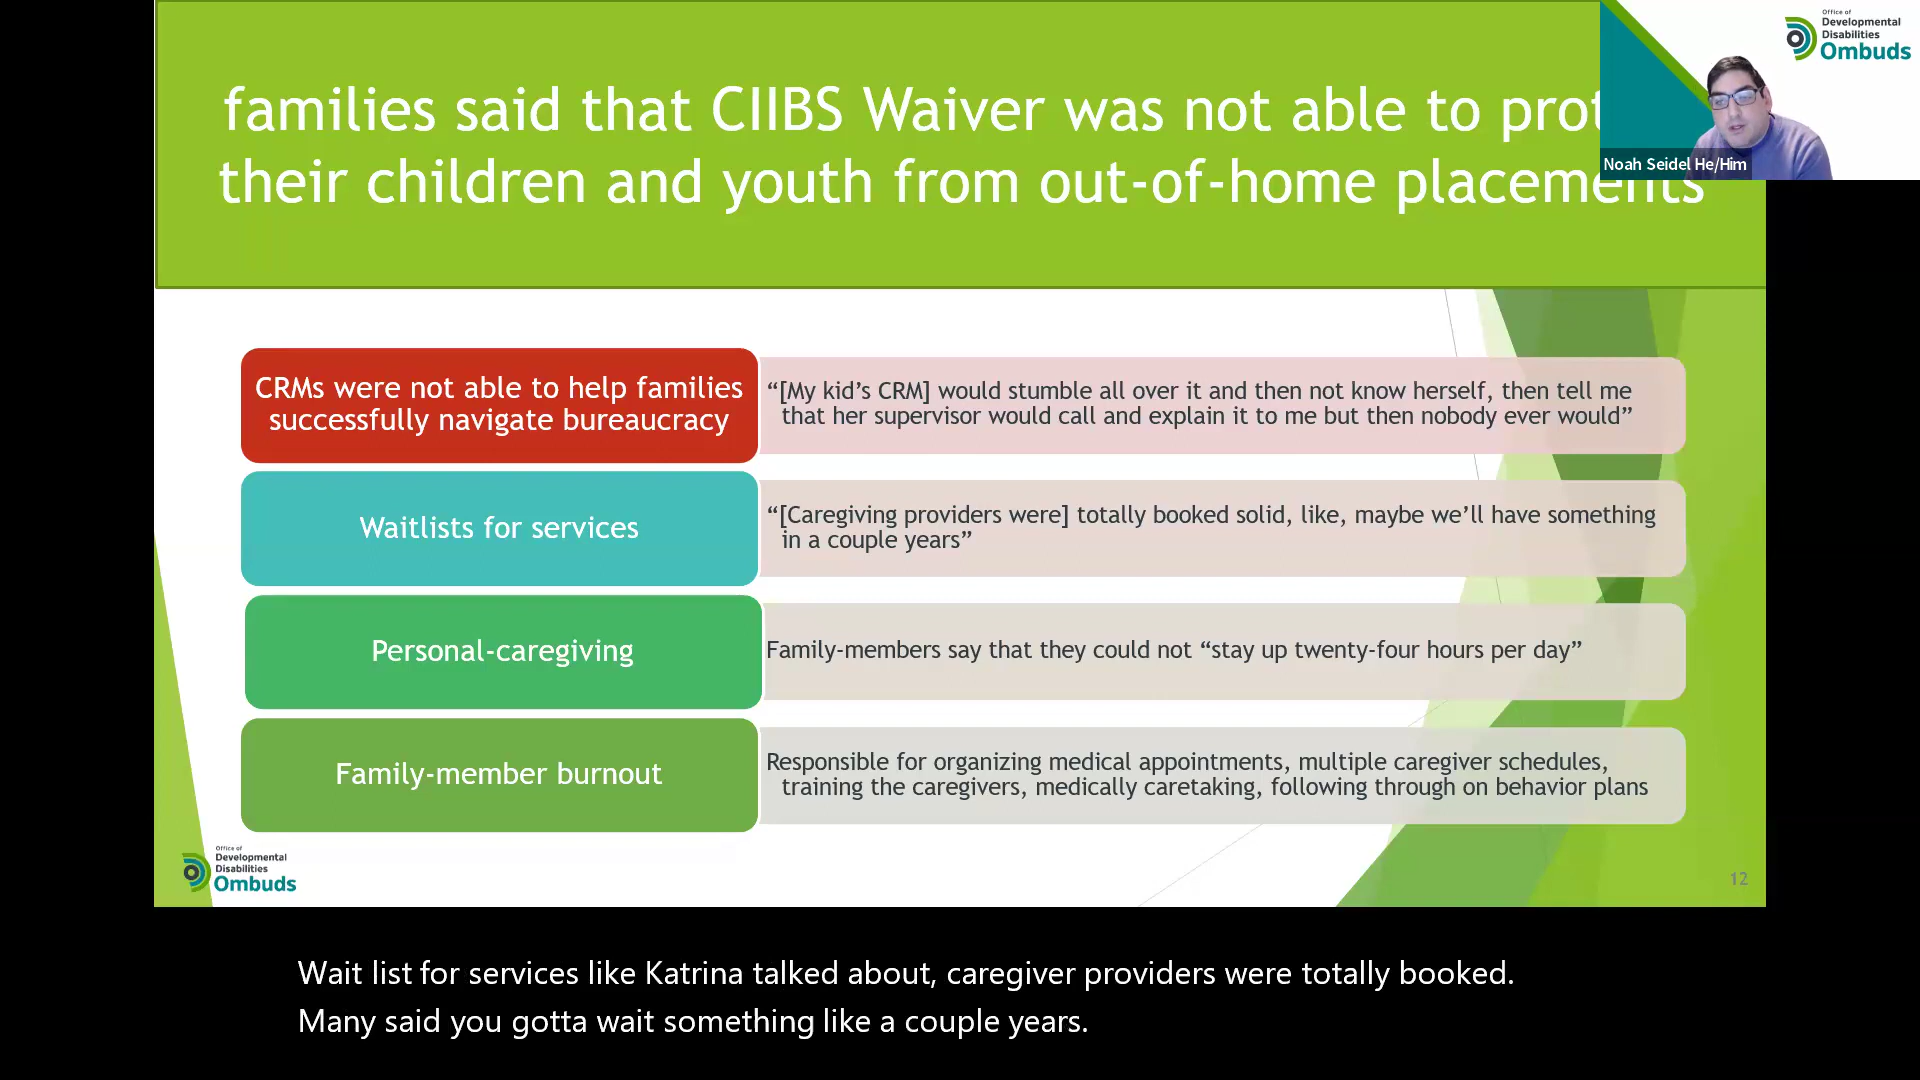 families said that CIIBS Waiver was not able to
their children and youth from out-of-home placements
Office of
Developmental
Disabilities
Ombuds
Noah Seidel He/Him
CRMs were not able to help families
successfully navigate bureaucracy
“[My kid’s CRM] would stumble all over it and then not know herself, then tell me
that her supervisor would call and explain it to me but then nobody ever would”
Waitlists for services
“[Caregiving providers were] totally booked solid, like, maybe we’ll have something
in a couple years”
Personal-caregiving
Family-members say that they could not “stay up twenty-four hours per day”
Family-member burnout
Responsible for organizing medical appointments, multiple caregiver schedules,
training the caregivers, medically caretaking, following through on behavior plans
Office of
Developmental
Disabilities
Ombuds
12
Wait list for services like Katrina talked about, caregiver providers were totally booked.
Many said you gotta wait something like a couple years.